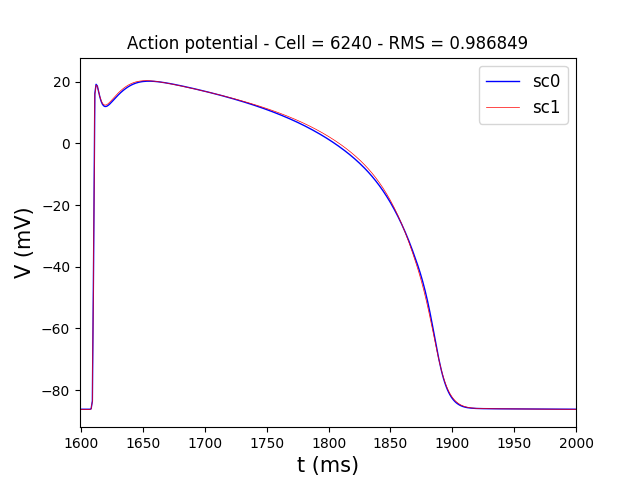 Action potential - Cell = 6240 - RMS = 0.986849
sc0
sc1
V (mV)
20
0
−20
−40
−60
−80
1600 1650 1700 1750 1800 1850 1900 1950 2000
t (ms)